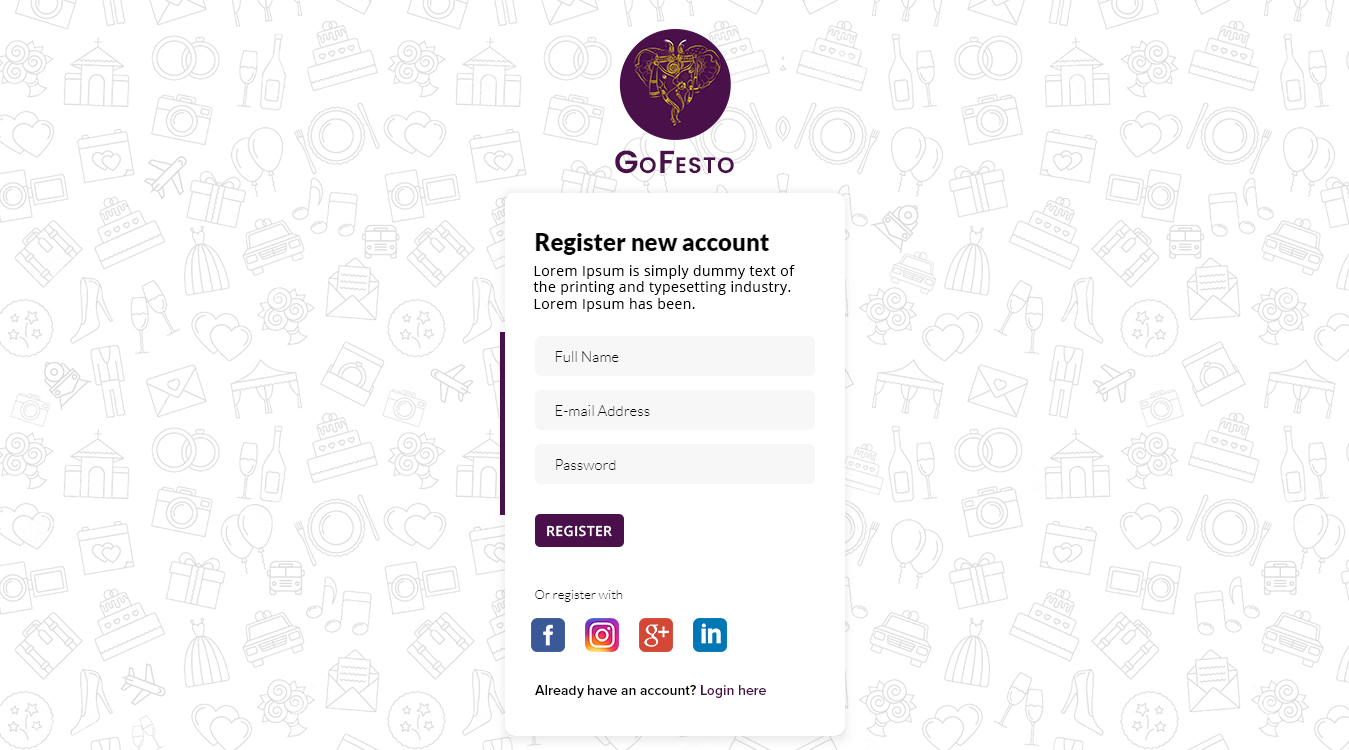 GoFesto
Register new account
Lorem Ipsum is simply dummy text of
the printing and typesetting industry.
Lorem Ipsum has been.
Full Name
E-mail Address
Password
REGISTER
Or register with
f
g+
in
Already have an account? Login here